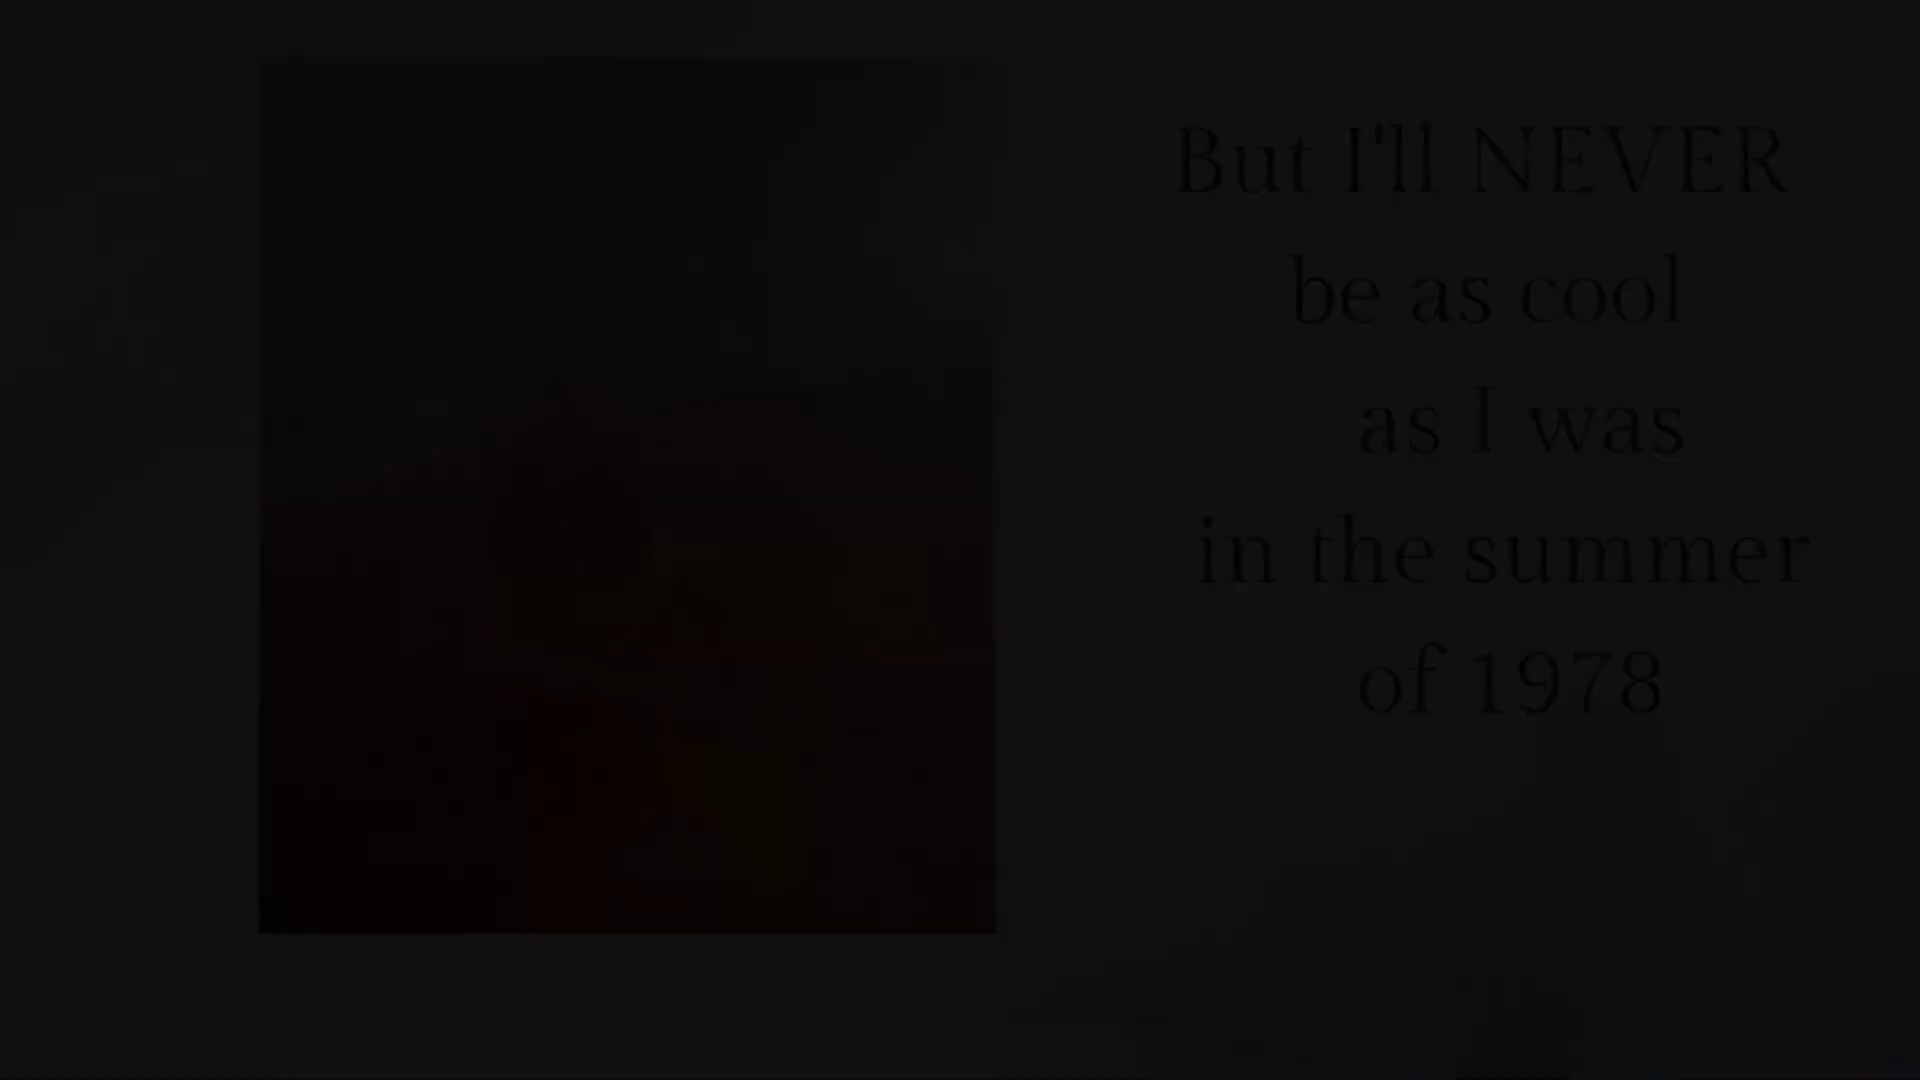 But I'll NEVER
be as cool
as I was
in the summer
of 1978